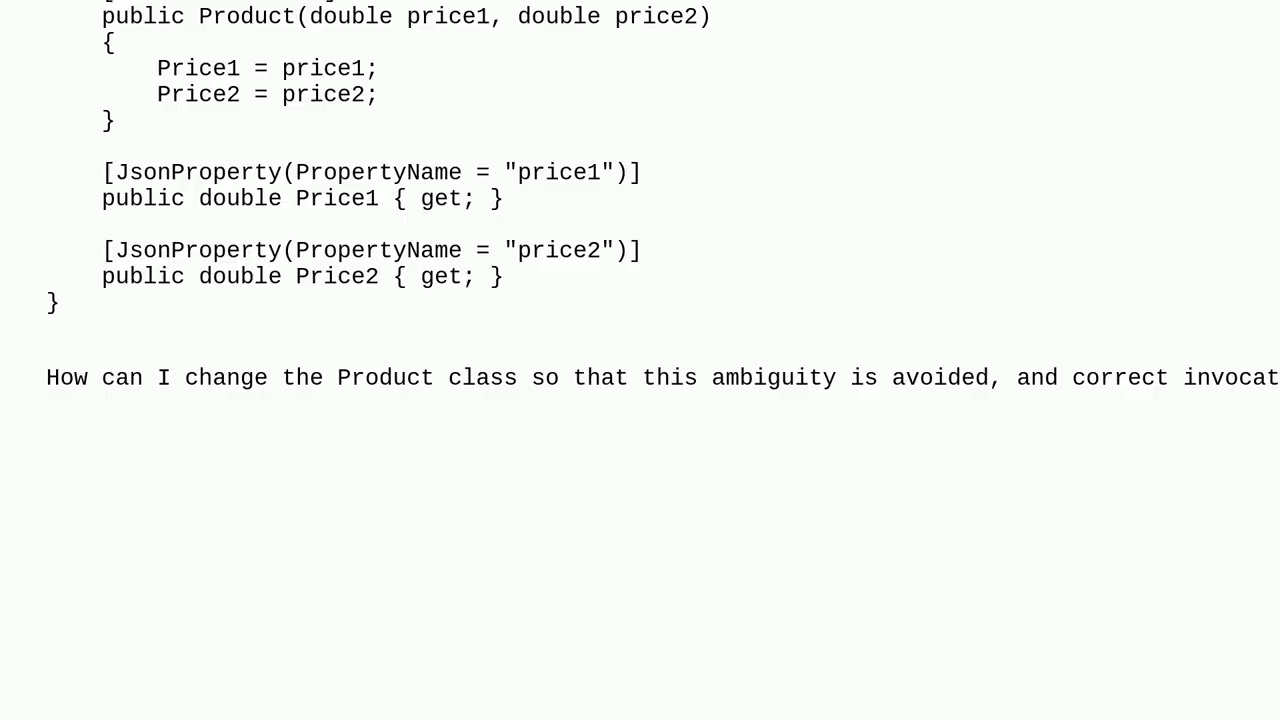 public Product(double price1, double price2)
{
Price1 = price1;
Price2 = price2;
}
[JsonProperty(PropertyName = "price1")]
public double Price1 { get; }
[JsonProperty(PropertyName = "price2")]
public double Price2 { get; }
}
How can I change the Product class so that this ambiguity is avoided, and correct invocat